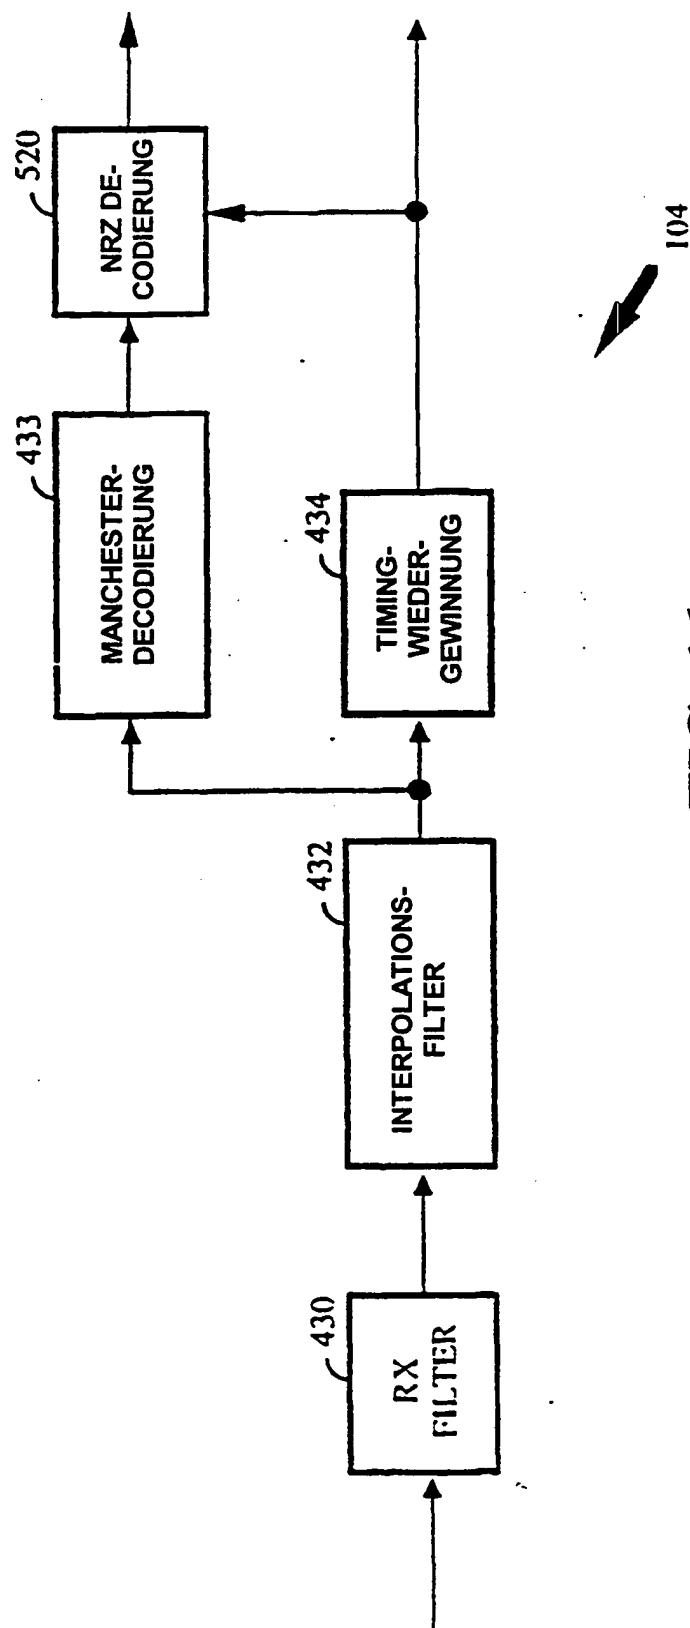 520
NRZ DE-
CODIERUNG
433
MANCHESTER-
DECODIERUNG
434
TIMING-
WIEDER-
GEWINNUNG
432
INTERPOLATIONS-
FILTER
430
RX
FILTER
104